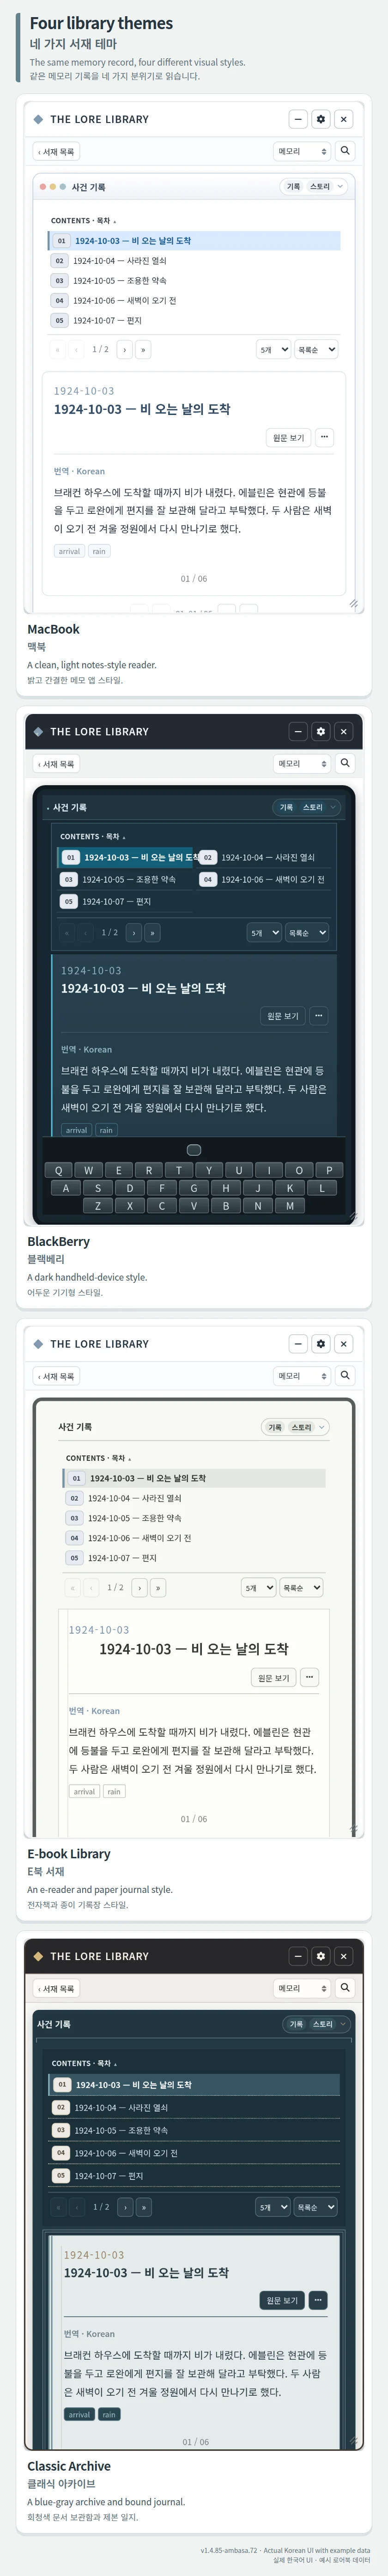 Four library themes
네 가지 서재 테마
The same memory record, four different visual styles.
같은 메모리 기록을 네 가지 분위기로 읽습니다.
THE LORE LIBRARY
‹ 서재 목록
메모리
사건 기록
기록 스토리
CONTENTS · 목차
01 1924-10-03 — 비 오는 날의 도착
02 1924-10-04 — 사라진 열쇠
03 1924-10-05 — 조용한 약속
04 1924-10-06 — 새벽이 오기 전
05 1924-10-07 — 편지
« ‹ 1 / 2 › » 5개 목록순
1924-10-03
1924-10-03 — 비 오는 날의 도착
원문 보기 ···
번역 · Korean
브래컨 하우스에 도착할 때까지 비가 내렸다. 에블린은 현관에 등불
을 두고 로완에게 편지를 잘 보관해 달라고 부탁했다. 두 사람은 새벽
이 오기 전 겨울 정원에서 다시 만나기로 했다.
arrival rain
01 / 06
MacBook
맥북
A clean, light notes-style reader.
밝고 간결한 메모 앱 스타일.
THE LORE LIBRARY
‹ 서재 목록
메모리
사건 기록
기록 스토리
CONTENTS · 목차
01 1924-10-03 — 비 오는 날의 도착 02 1924-10-04 — 사라진 열쇠
03 1924-10-05 — 조용한 약속 04 1924-10-06 — 새벽이 오기 전
05 1924-10-07 — 편지
« ‹ 1 / 2 › » 5개 목록순
1924-10-03
1924-10-03 — 비 오는 날의 도착
원문 보기 ···
번역 · Korean
브래컨 하우스에 도착할 때까지 비가 내렸다. 에블린은 현관에 등
불을 두고 로완에게 편지를 잘 보관해 달라고 부탁했다. 두 사람은
새벽이 오기 전 겨울 정원에서 다시 만나기로 했다.
arrival rain
Q W E R T Y U I O P
A S D F G H J K L
Z X C V B N M
BlackBerry
블랙베리
A dark handheld-device style.
어두운 기기형 스타일.
THE LORE LIBRARY
‹ 서재 목록
메모리
사건 기록
기록 스토리
CONTENTS · 목차
01 1924-10-03 — 비 오는 날의 도착
02 1924-10-04 — 사라진 열쇠
03 1924-10-05 — 조용한 약속
04 1924-10-06 — 새벽이 오기 전
05 1924-10-07 — 편지
« ‹ 1 / 2 › » 5개 목록순
1924-10-03
1924-10-03 — 비 오는 날의 도착
원문 보기 ···
번역 · Korean
브래컨 하우스에 도착할 때까지 비가 내렸다. 에블린은 현관
에 등불을 두고 로완에게 편지를 잘 보관해 달라고 부탁했다.
두 사람은 새벽이 오기 전 겨울 정원에서 다시 만나기로 했다.
arrival rain
01 / 06
E-book Library
E북 서재
An e-reader and paper journal style.
전자책과 종이 기록장 스타일.
THE LORE LIBRARY
‹ 서재 목록
메모리
사건 기록
기록 스토리
CONTENTS · 목차
01 1924-10-03 — 비 오는 날의 도착
02 1924-10-04 — 사라진 열쇠
03 1924-10-05 — 조용한 약속
04 1924-10-06 — 새벽이 오기 전
05 1924-10-07 — 편지
« ‹ 1 / 2 › » 5개 목록순
1924-10-03
1924-10-03 — 비 오는 날의 도착
원문 보기 ···
번역 · Korean
브래컨 하우스에 도착할 때까지 비가 내렸다. 에블린은 현관에 등
불을 두고 로완에게 편지를 잘 보관해 달라고 부탁했다. 두 사람
은 새벽이 오기 전 겨울 정원에서 다시 만나기로 했다.
arrival rain
01 / 06
Classic Archive
클래식 아카이브
A blue-gray archive and bound journal.
회청색 문서 보관함과 제본 일지.
v1.4.85-ambasa.72 · Actual Korean UI with example data
실제 한국어 UI · 예시 로어북 데이터